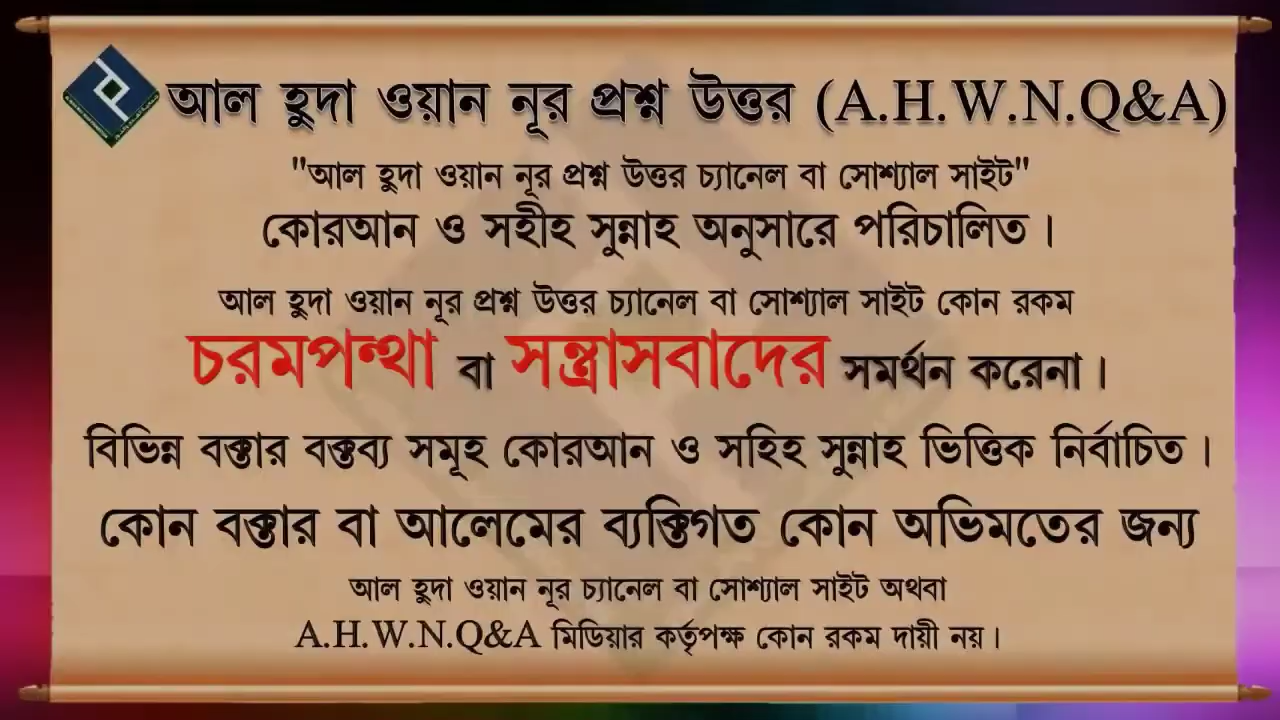 আল হুদা ওয়ান নূর প্রশ্ন উত্তর (A.H.W.N.Q&A)
"আল হুদা ওয়ান নূর প্রশ্ন উত্তর চ্যানেল বা সোশ্যাল সাইট"
কোরআন ও সহীহ সুন্নাহ অনুসারে পরিচালিত।
আল হুদা ওয়ান নূর প্রশ্ন উত্তর চ্যানেল বা সোশ্যাল সাইট কোন রকম
চরমপন্থা বা সন্ত্রাসবাদের সমর্থন করেনা।
বিভিন্ন বক্তার বক্তব্য সমূহ কোরআন ও সহিহ সুন্নাহ ভিত্তিক নির্বাচিত।
কোন বক্তার বা আলেমের ব্যক্তিগত কোন অভিমতের জন্য
আল হুদা ওয়ান নূর চ্যানেল বা সোশ্যাল সাইট অথবা
A.H.W.N.Q&A মিডিয়ার কর্তৃপক্ষ কোন রকম দায়ী নয়।